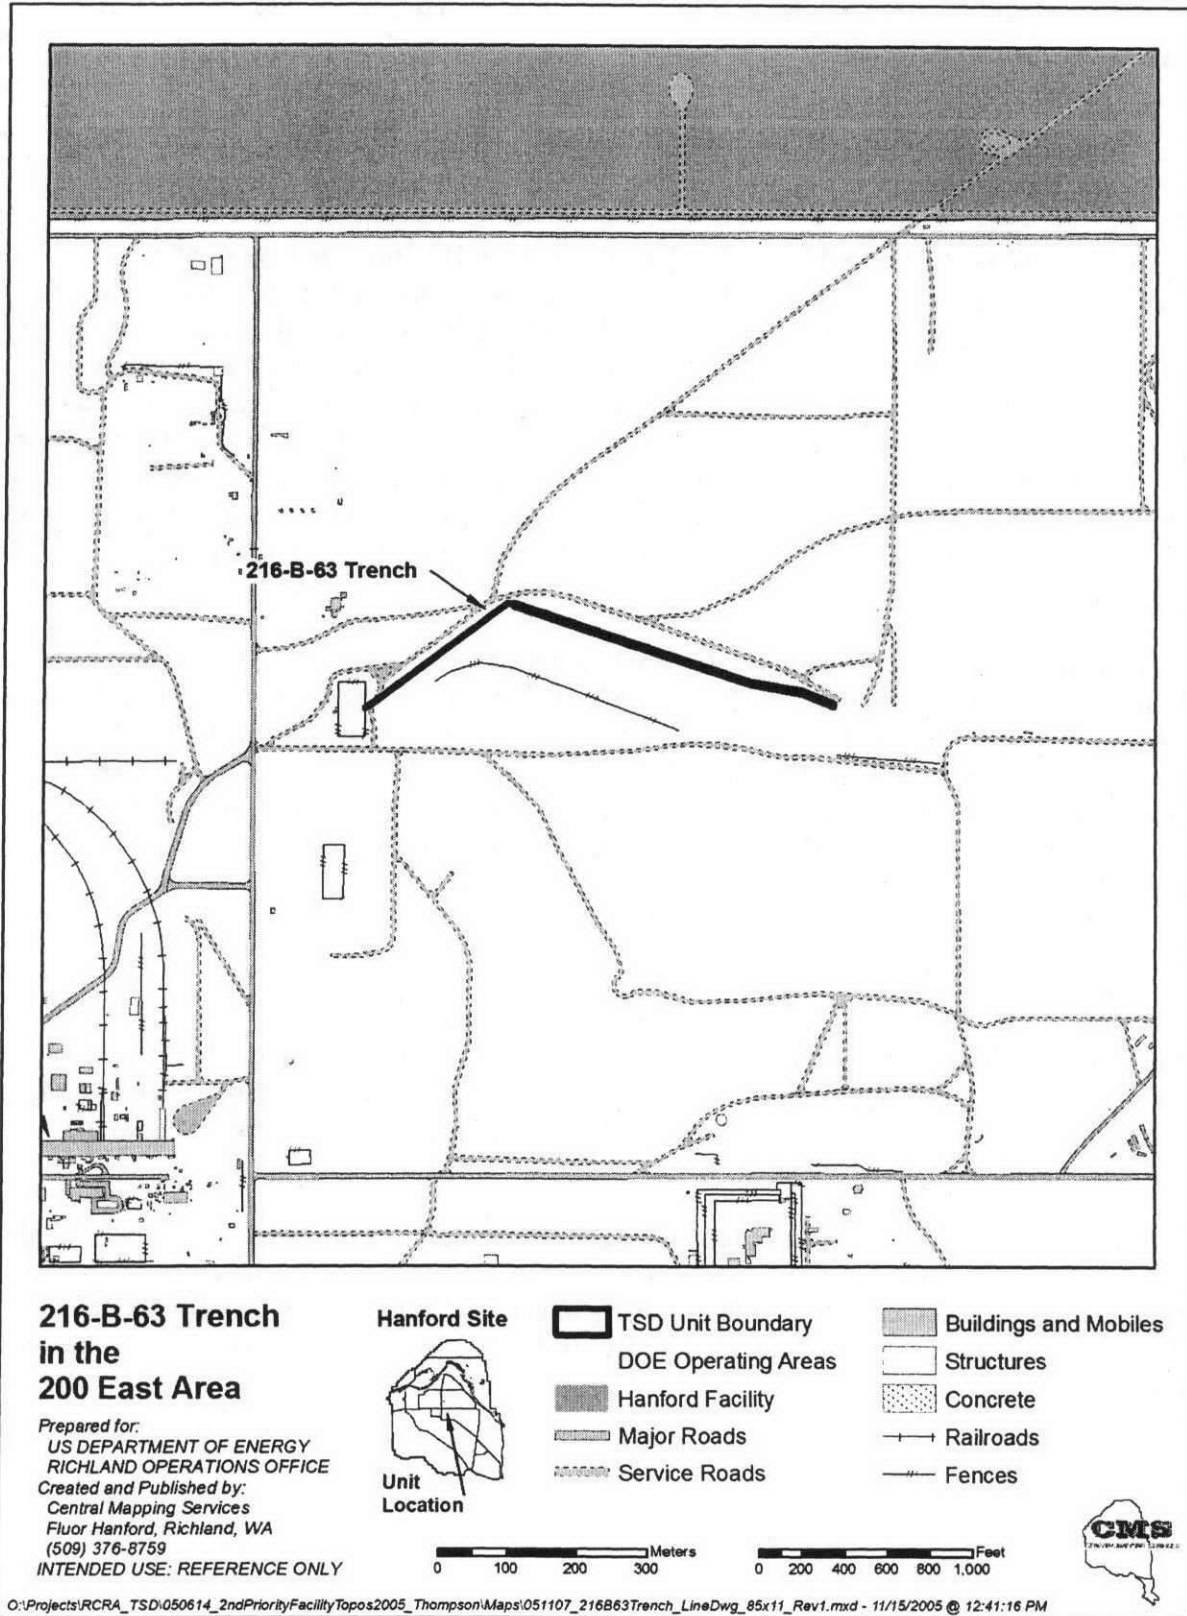 216-B-63 Trench
216-B-63 Trench
in the
200 East Area
Prepared for:
US DEPARTMENT OF ENERGY
RICHLAND OPERATIONS OFFICE
Created and Published by:
Central Mapping Services
Fluor Hanford, Richland, WA
(509) 376-8759
INTENDED USE: REFERENCE ONLY
Hanford Site
Unit
Location
TSD Unit Boundary
DOE Operating Areas
Hanford Facility
Major Roads
Service Roads
Buildings and Mobiles
Structures
Concrete
Railroads
Fences
Meters
0 100 200 300
Feet
0 200 400 600 800 1,000
CMS
CENTRAL MAPPING SERVICES
O:\Projects\RCRA_TSD\050614_2ndPriorityFacilityTopos2005_Thompson\Maps\051107_216B63Trench_LineDwg_85x11_Rev1.mxd - 11/15/2005 @ 12:41:16 PM